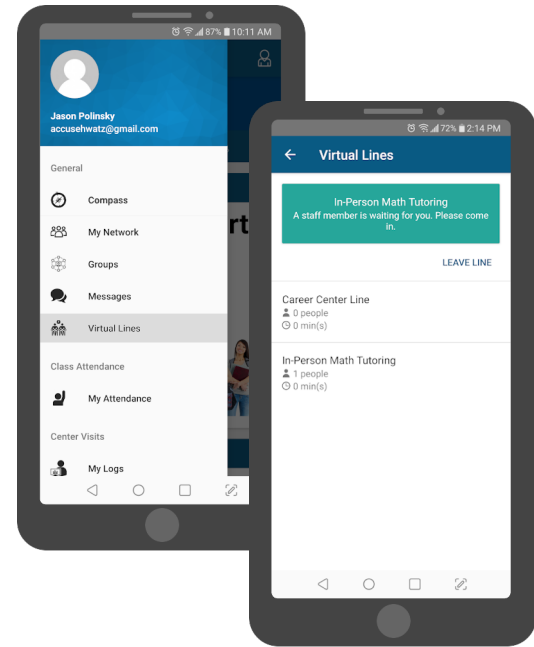 87% 10:11 AM
Jason Polinsky
accusehwatz@gmail.com
General
Compass
My Network
Groups
Messages
Virtual Lines
Class Attendance
My Attendance
Center Visits
My Logs
rt
72% 2:14 PM
Virtual Lines
In-Person Math Tutoring
A staff member is waiting for you. Please come
in.
LEAVE LINE
Career Center Line
0 people
0 min(s)
In-Person Math Tutoring
1 people
0 min(s)